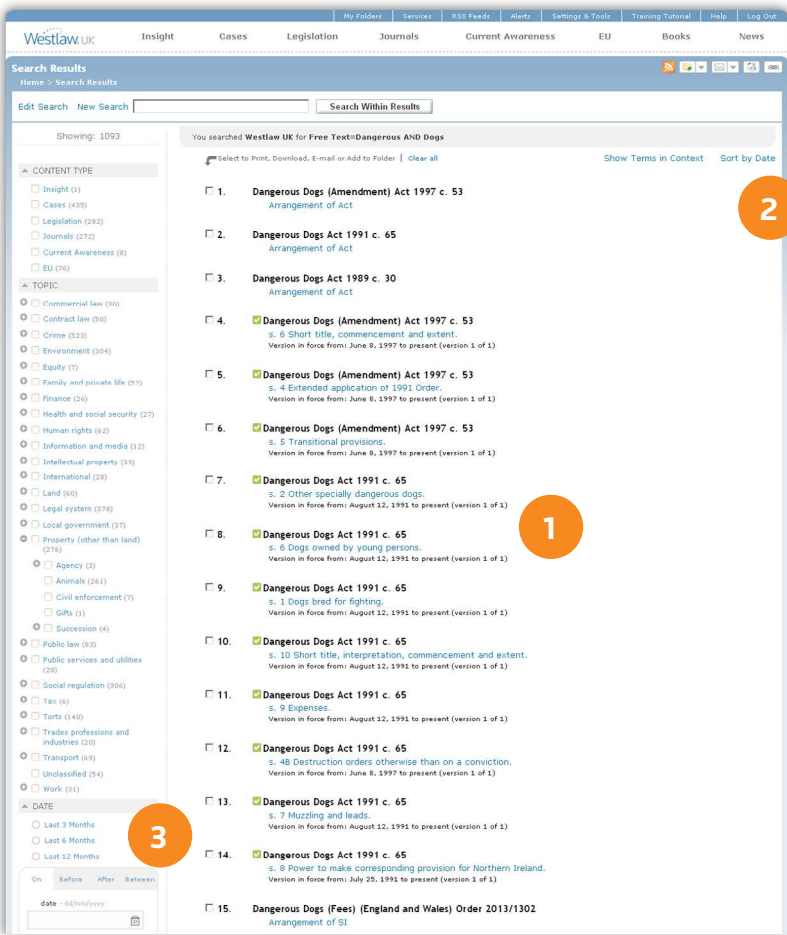 My Folders Services RSS Feeds Alerts Settings & Tools Training Tutorial Help Log Out
Westlaw UK Insight Cases Legislation Journals Current Awareness EU Books News
Search Results
Home > Search Results
Edit Search New Search Search Within Results
Showing: 1093
You searched Westlaw UK for Free Text=Dangerous AND Dogs
Select to Print, Download, E-mail or Add to Folder | Clear all Show Terms in Context Sort by Date
CONTENT TYPE
Insight (1)
Cases (435)
Legislation (282)
Journals (272)
Current Awareness (8)
EU (76)
TOPIC
Commercial law (30)
Contract law (50)
Crime (523)
Environment (304)
Equity (7)
Family and private life (52)
Finance (26)
Health and social security (27)
Human rights (62)
Information and media (12)
Intellectual property (33)
International (28)
Land (60)
Legal system (378)
Local government (37)
Property (other than land)
(276)
Agency (3)
Animals (261)
Civil enforcement (7)
Gifts (1)
Succession (4)
Public law (83)
Public services and utilities
(28)
Social regulation (306)
Tax (6)
Torts (140)
Trades professions and
industries (20)
Transport (69)
Unclassified (54)
Work (31)
DATE
Last 3 Months
Last 6 Months
Last 12 Months
On Before After Between
date - dd/mm/yyyy
1. Dangerous Dogs (Amendment) Act 1997 c. 53
Arrangement of Act
2. Dangerous Dogs Act 1991 c. 65
Arrangement of Act
3. Dangerous Dogs Act 1989 c. 30
Arrangement of Act
4. Dangerous Dogs (Amendment) Act 1997 c. 53
s. 6 Short title, commencement and extent.
Version in force from: June 8, 1997 to present (version 1 of 1)
5. Dangerous Dogs (Amendment) Act 1997 c. 53
s. 4 Extended application of 1991 Order.
Version in force from: June 8, 1997 to present (version 1 of 1)
6. Dangerous Dogs (Amendment) Act 1997 c. 53
s. 5 Transitional provisions.
Version in force from: June 8, 1997 to present (version 1 of 1)
7. Dangerous Dogs Act 1991 c. 65
s. 2 Other specially dangerous dogs.
Version in force from: August 12, 1991 to present (version 1 of 1)
8. Dangerous Dogs Act 1991 c. 65
s. 6 Dogs owned by young persons.
Version in force from: August 12, 1991 to present (version 1 of 1)
9. Dangerous Dogs Act 1991 c. 65
s. 1 Dogs bred for fighting.
Version in force from: August 12, 1991 to present (version 1 of 1)
10. Dangerous Dogs Act 1991 c. 65
s. 10 Short title, interpretation, commencement and extent.
Version in force from: August 12, 1991 to present (version 1 of 1)
11. Dangerous Dogs Act 1991 c. 65
s. 9 Expenses.
Version in force from: August 12, 1991 to present (version 1 of 1)
12. Dangerous Dogs Act 1991 c. 65
s. 4B Destruction orders otherwise than on a conviction.
Version in force from: June 8, 1997 to present (version 1 of 1)
13. Dangerous Dogs Act 1991 c. 65
s. 7 Muzzling and leads.
Version in force from: August 12, 1991 to present (version 1 of 1)
14. Dangerous Dogs Act 1991 c. 65
s. 8 Power to make corresponding provision for Northern Ireland.
Version in force from: July 25, 1991 to present (version 1 of 1)
15. Dangerous Dogs (Fees) (England and Wales) Order 2013/1302
Arrangement of SI
2
1
3